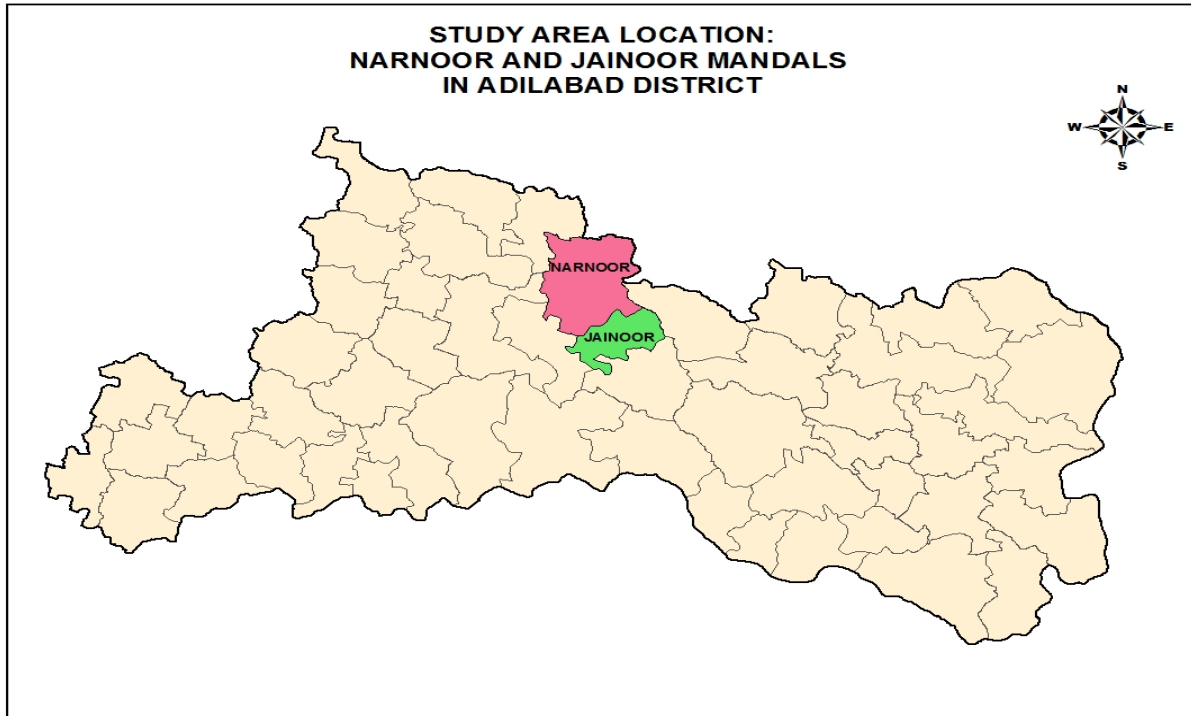 STUDY AREA LOCATION:
NARNOOR AND JAINOOR MANDALS
IN ADILABAD DISTRICT
N
W E
S
NARNOOR
JAINOOR